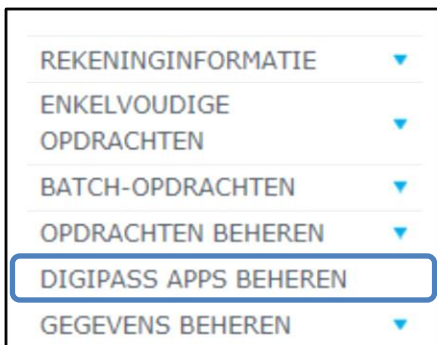 REKENINGINFORMATIE
ENKELVOUDIGE
OPDRACHTEN
BATCH-OPDRACHTEN
OPDRACHTEN BEHEREN
DIGIPASS APPS BEHEREN
GEGEVENS BEHEREN